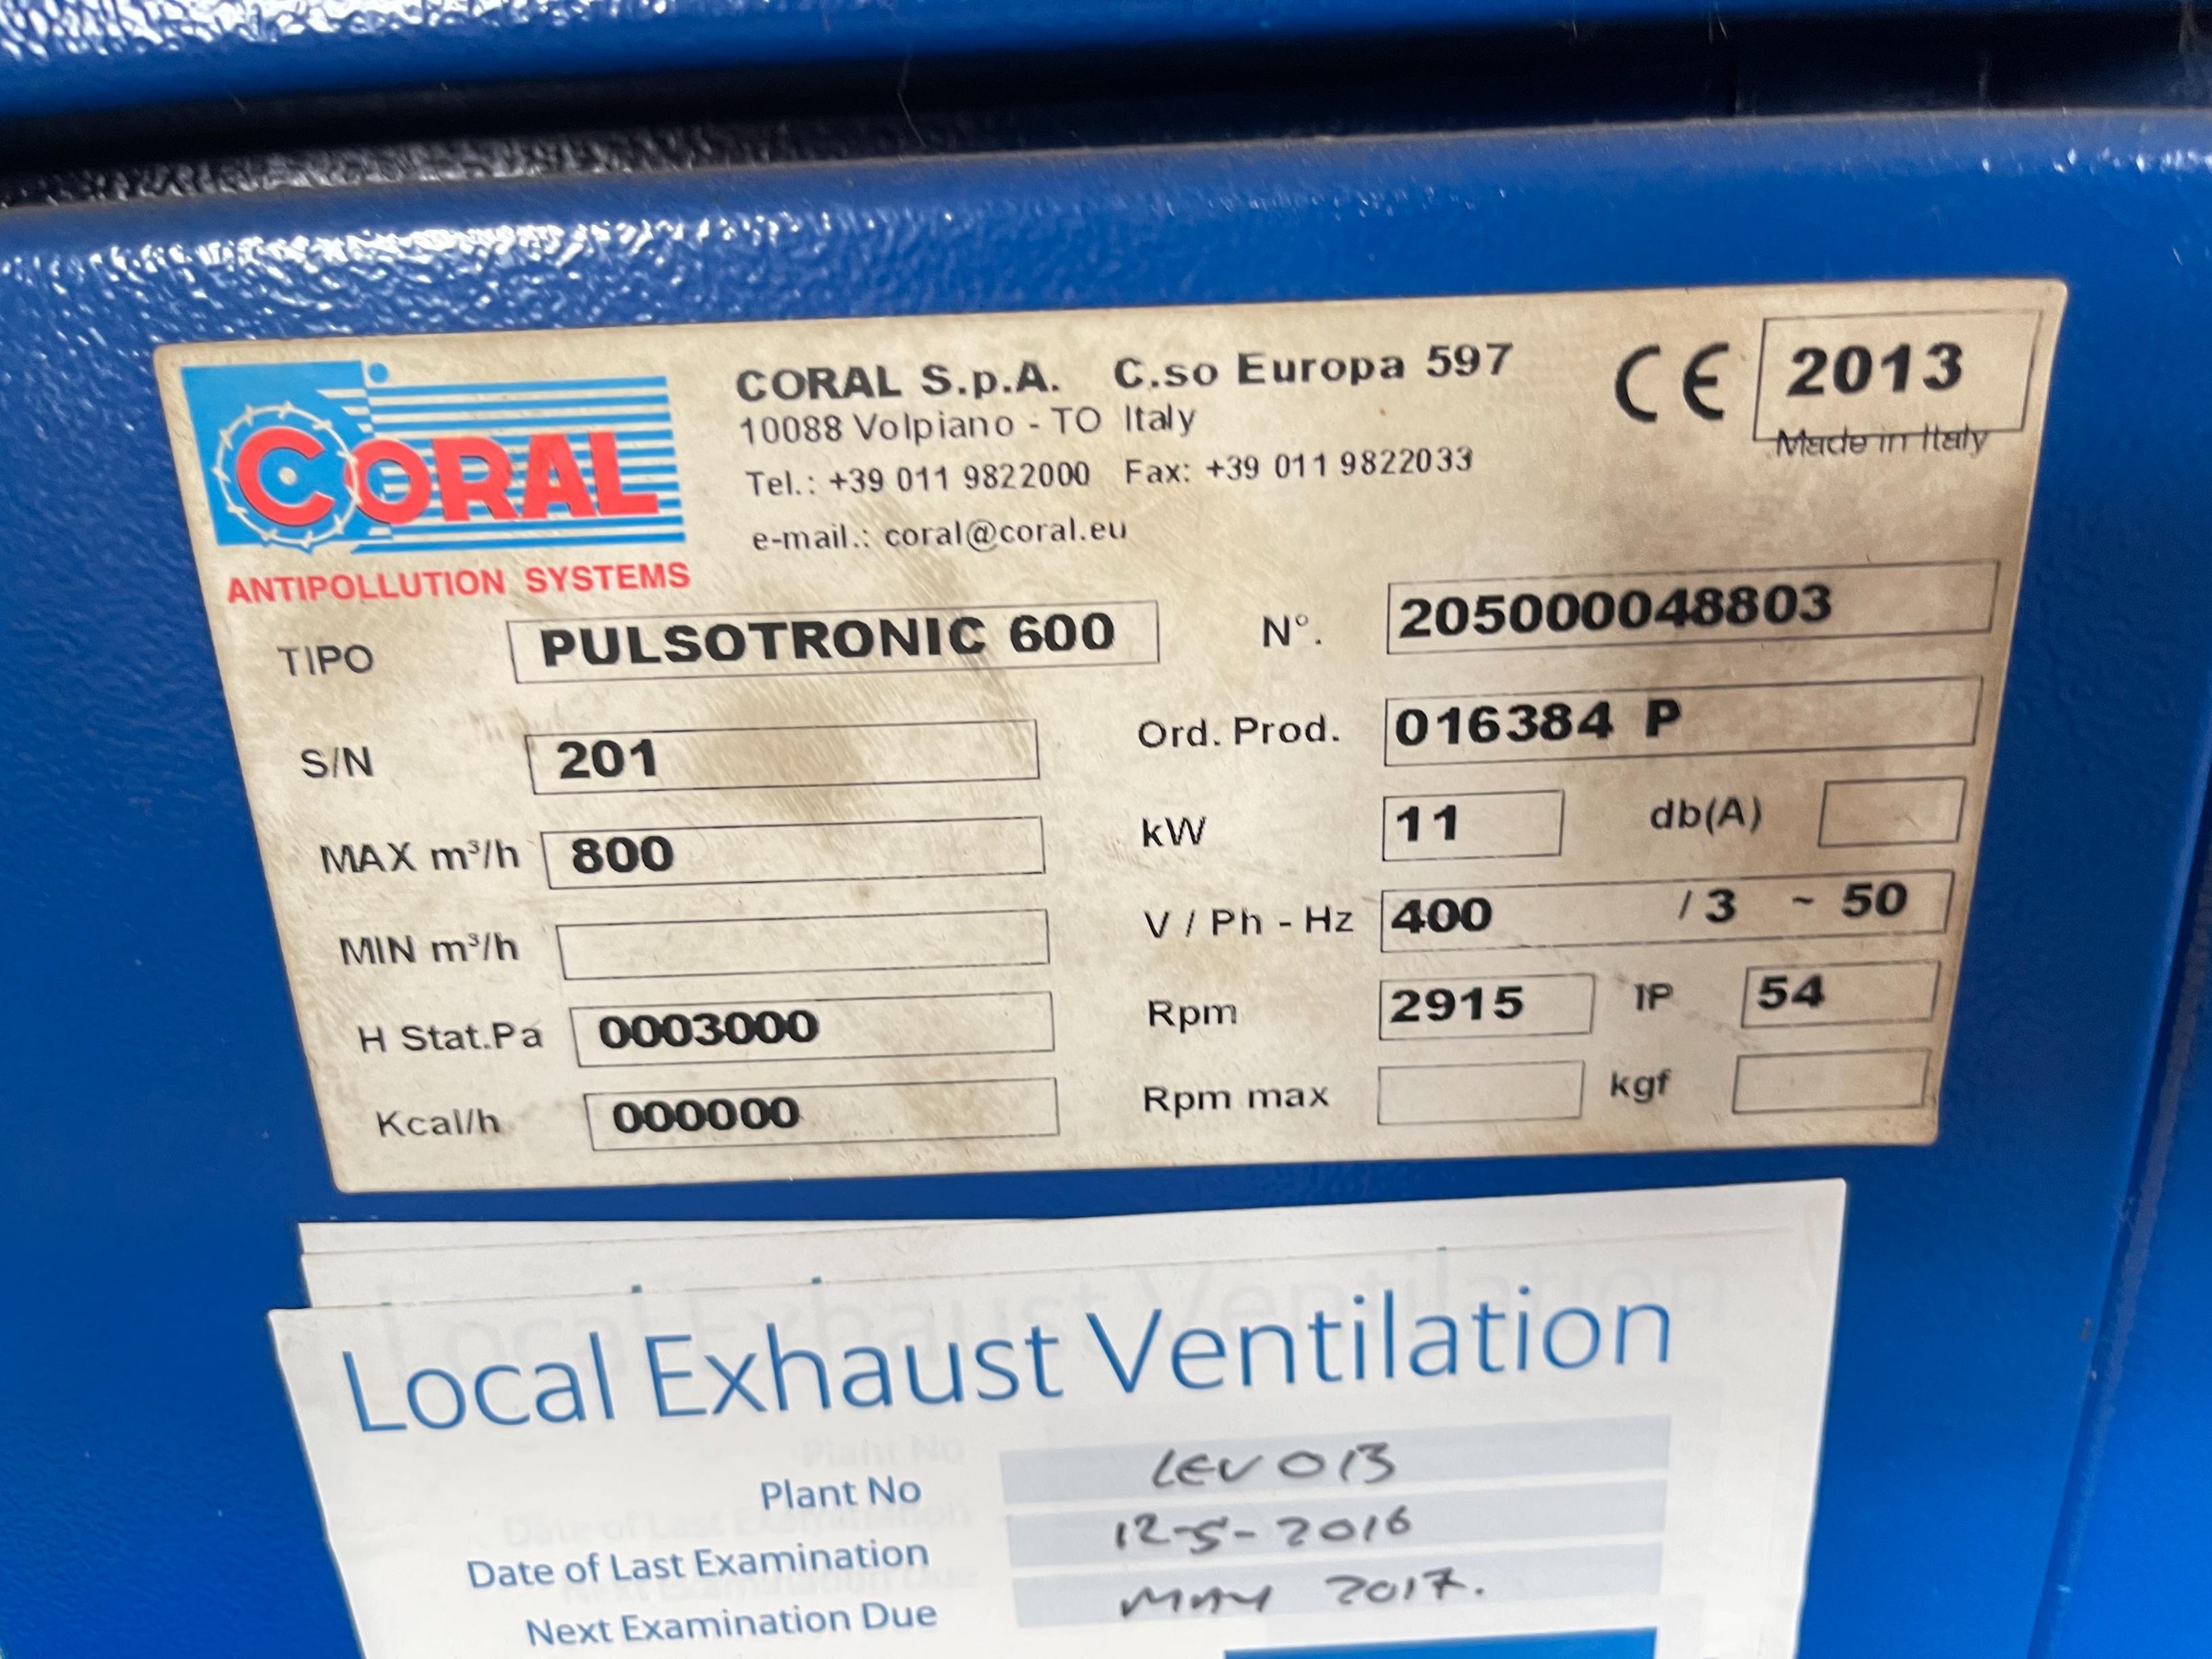 CORAL
ANTIPOLLUTION SYSTEMS
CORAL S.p.A. C.so Europa 597
10088 Volpiano - TO Italy
Tel.: +39 011 9822000 Fax: +39 011 9822033
e-mail.: coral@coral.eu
CE 2013
Made in Italy
TIPO PULSOTRONIC 600 N°. 205000048803
S/N 201 Ord. Prod. 016384 P
MAX m³/h 800 kW 11 db(A)
MIN m³/h V / Ph - Hz 400 / 3 ~ 50
H Stat.Pa 0003000 Rpm 2915 IP 54
Kcal/h 000000 Rpm max kgf
Local Exhaust Ventilation
Plant No LEV 013
Date of Last Examination 12-5-2016
Next Examination Due MAY 2017.